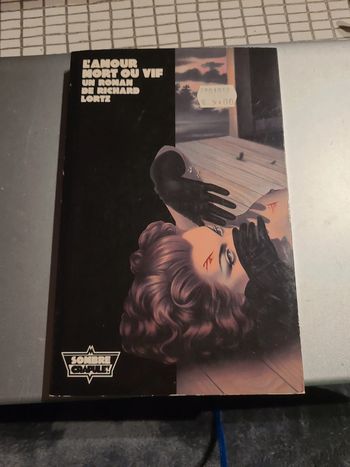 L'AMOUR
MORT OU VIF
UN ROMAN
DE RICHARD
LORTZ
SOMBRE
CRAPULE